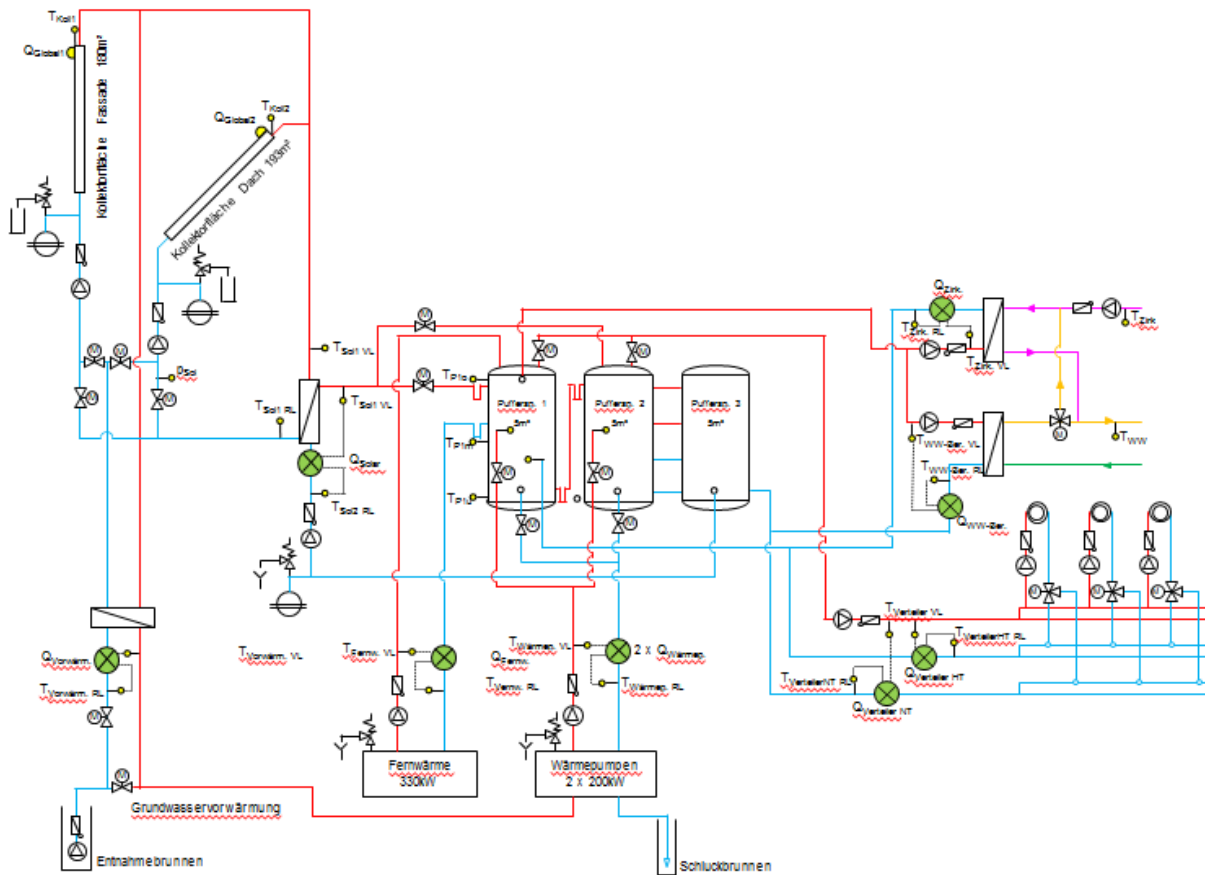 TKoll1
QGlobal1
Kollektorfläche Fassade 180m²
TKoll2
QGlobal2
Kollektorfläche Dach 193m²
M
M
pSol
M
M
TSol1 VL
TSol1 RL
TSol1 VL
QSolar
TSol2 RL
M
M
M
M
TP1o
Puffersp. 1
5m³
TP1m
TP1u
Puffersp. 2
5m³
Puffersp. 3
5m³
M
M
M
M
QZirk.
TZirk. RL
TZirk. VL
TZirk
M
TWW
TWW-Ber. VL
TWW-Ber. RL
QWW-Ber.
M
M
M
TVerteiler VL
TVerteilerHT RL
QVerteiler HT
TVerteilerNT RL
QVerteiler NT
QVorwärm.
TVorwärm. VL
TVorwärm. RL
M
TFernw. VL
QFernw.
TVernw. RL
TWärmep. VL
2 x QWärmep.
TWärmep. RL
Fernwärme
330kW
Wärmepumpen
2 x 200kW
M
Grundwasservorwärmung
Entnahmebrunnen
Schluckbrunnen